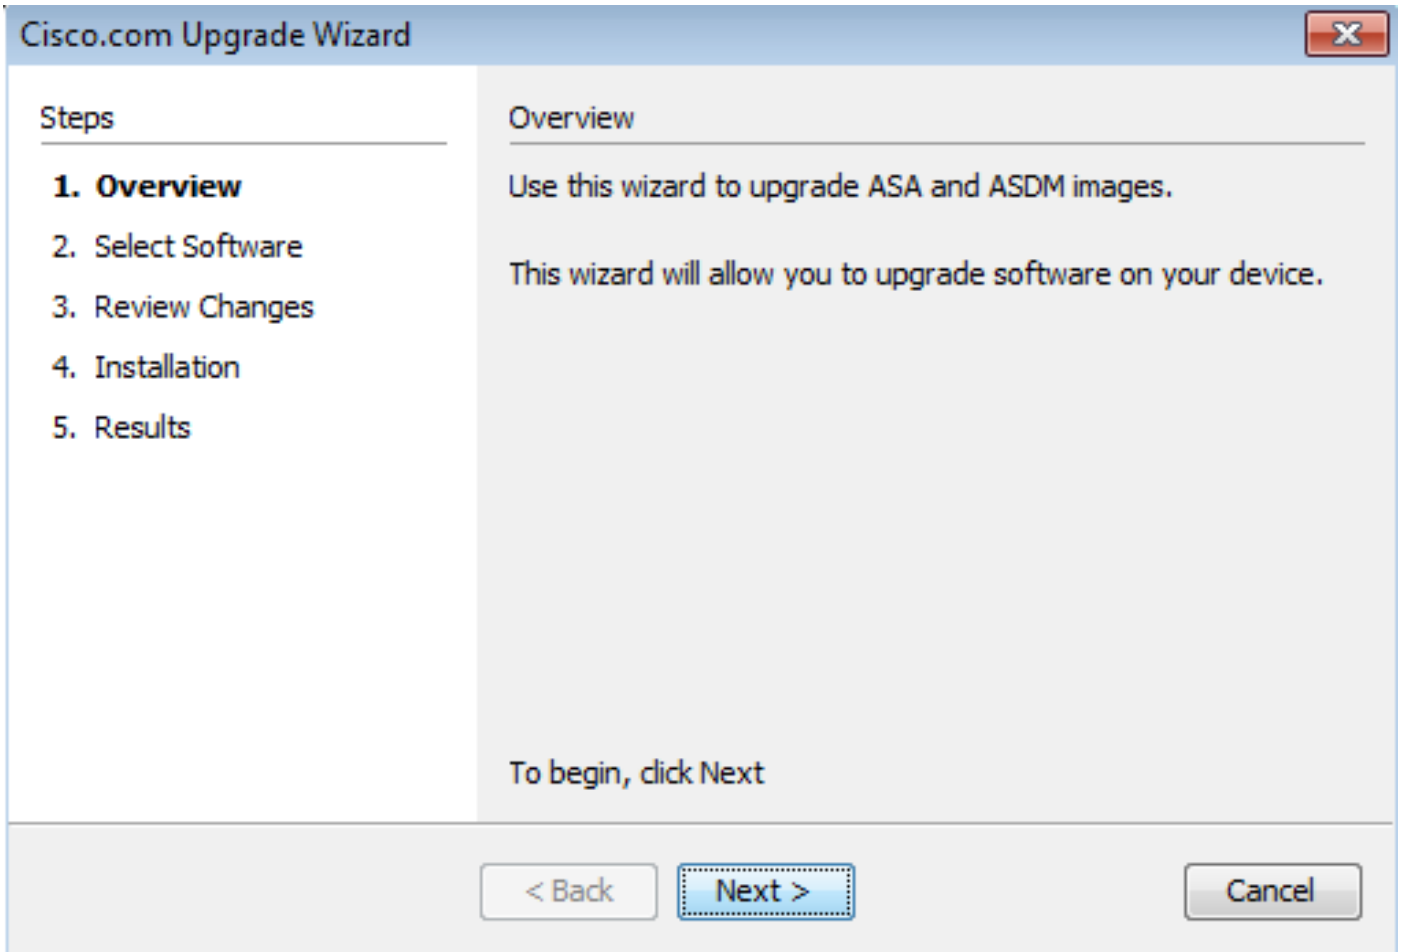 Cisco.com Upgrade Wizard
Steps
1. Overview
2. Select Software
3. Review Changes
4. Installation
5. Results
Overview
Use this wizard to upgrade ASA and ASDM images.
This wizard will allow you to upgrade software on your device.
To begin, click Next
< Back
Next >
Cancel